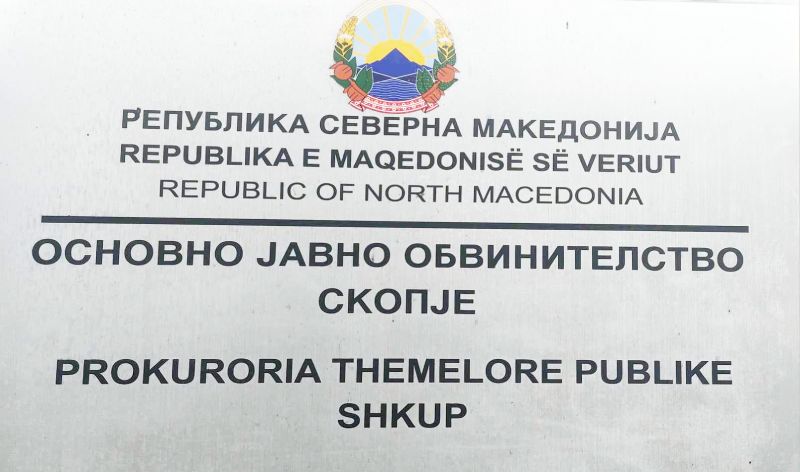 РЕПУБЛИКА СЕВЕРНА МАКЕДОНИЈА
REPUBLIKA E MAQEDONISË SË VERIUT
REPUBLIC OF NORTH MACEDONIA
ОСНОВНО ЈАВНО ОБВИНИТЕЛСТВО
СКОПЈЕ
PROKURORIA THEMELORE PUBLIKE
SHKUP